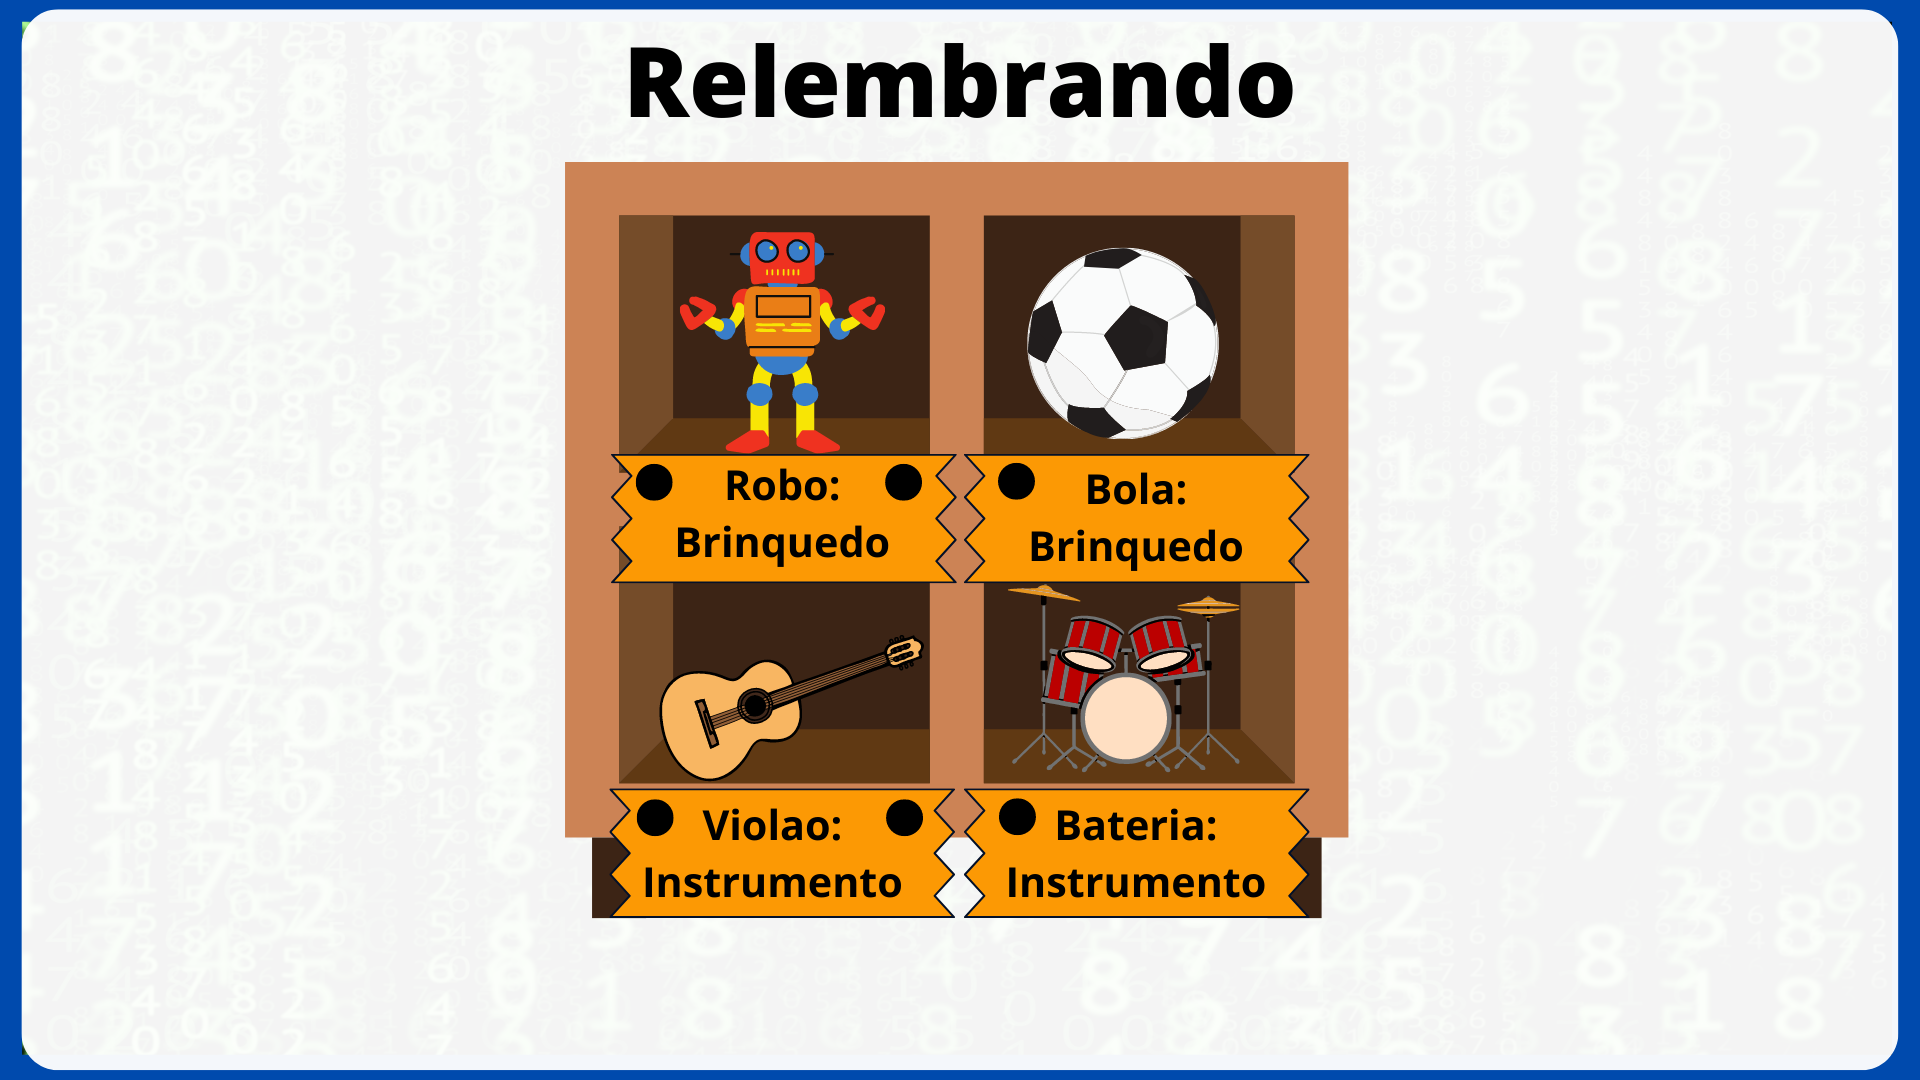 Relembrando
Robo:
Brinquedo
Bola:
Brinquedo
Violao:
Instrumento
Bateria:
Instrumento